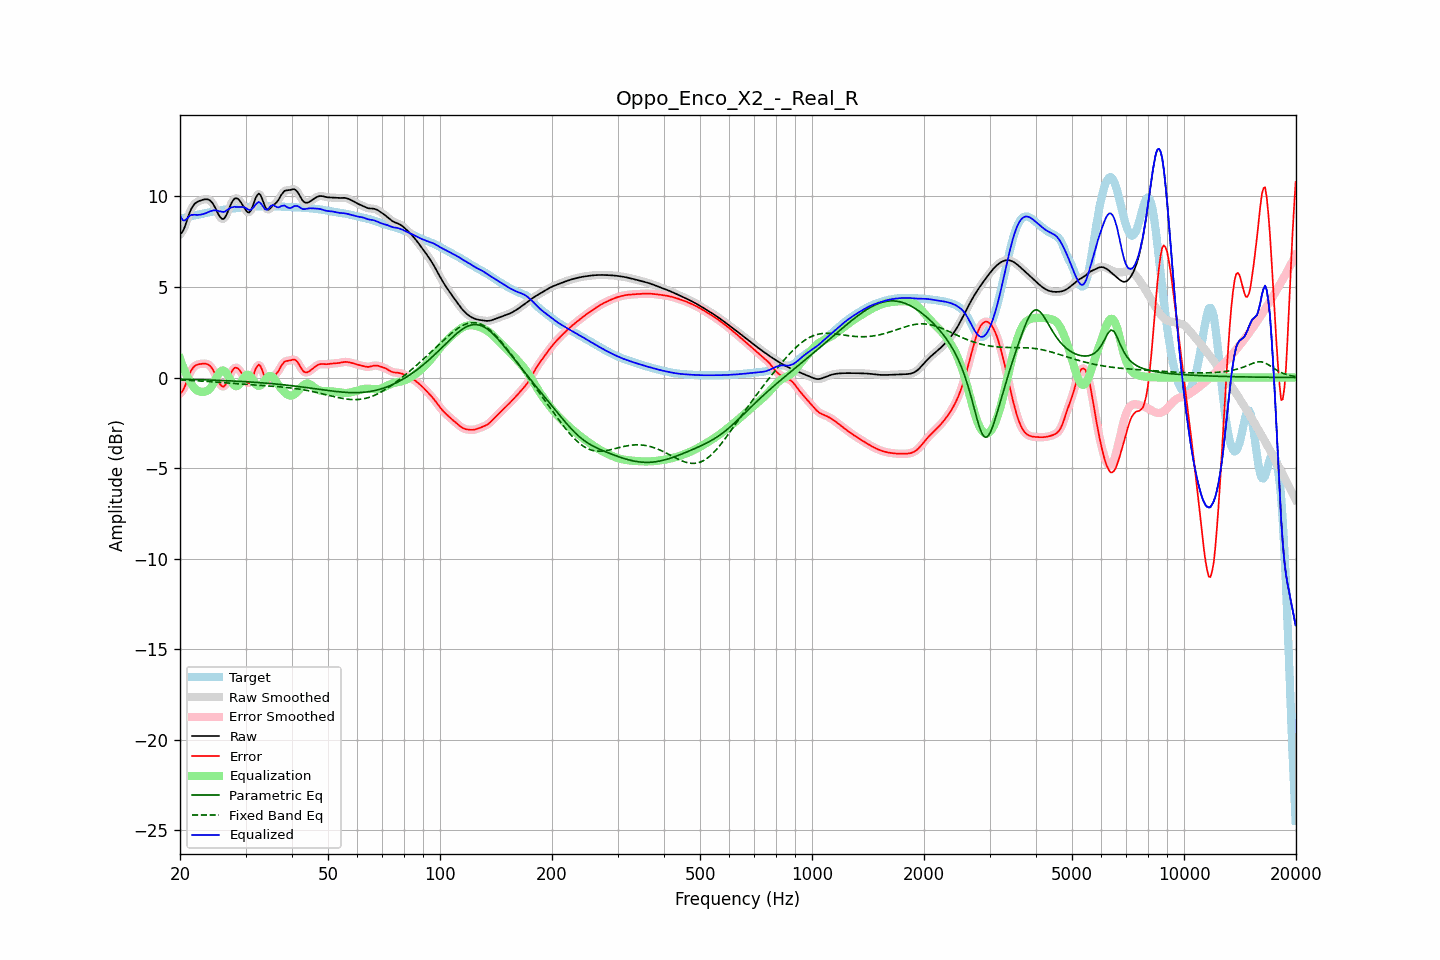 Oppo_Enco_X2_-_Real_R
Amplitude (dBr)
10
5
0
−5
−10
−15
−20
−25
Target
Raw Smoothed
Error Smoothed
Raw
Error
Equalization
Parametric Eq
Fixed Band Eq
Equalized
20 50 100 200 500 1000 2000 5000 10000 20000
Frequency (Hz)